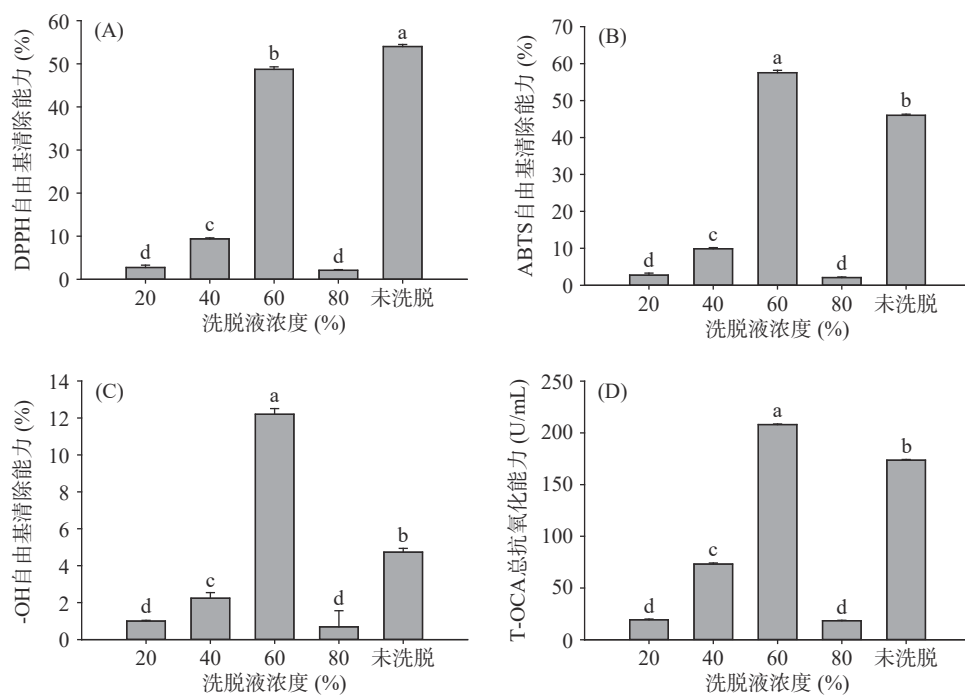 (A)
DPPH自由基清除能力 (%)
60
50
40
30
20
10
0
d
c
b
d
a
20 40 60 80 未洗脱
洗脱液浓度 (%)
(B)
ABTS自由基清除能力 (%)
70
60
50
40
30
20
10
0
d
c
a
d
b
20 40 60 80 未洗脱
洗脱液浓度 (%)
(C)
-OH自由基清除能力 (%)
14
12
10
8
6
4
2
0
d
c
a
d
b
20 40 60 80 未洗脱
洗脱液浓度 (%)
(D)
T-OCA总抗氧化能力 (U/mL)
250
200
150
100
50
0
d
c
a
d
b
20 40 60 80 未洗脱
洗脱液浓度 (%)